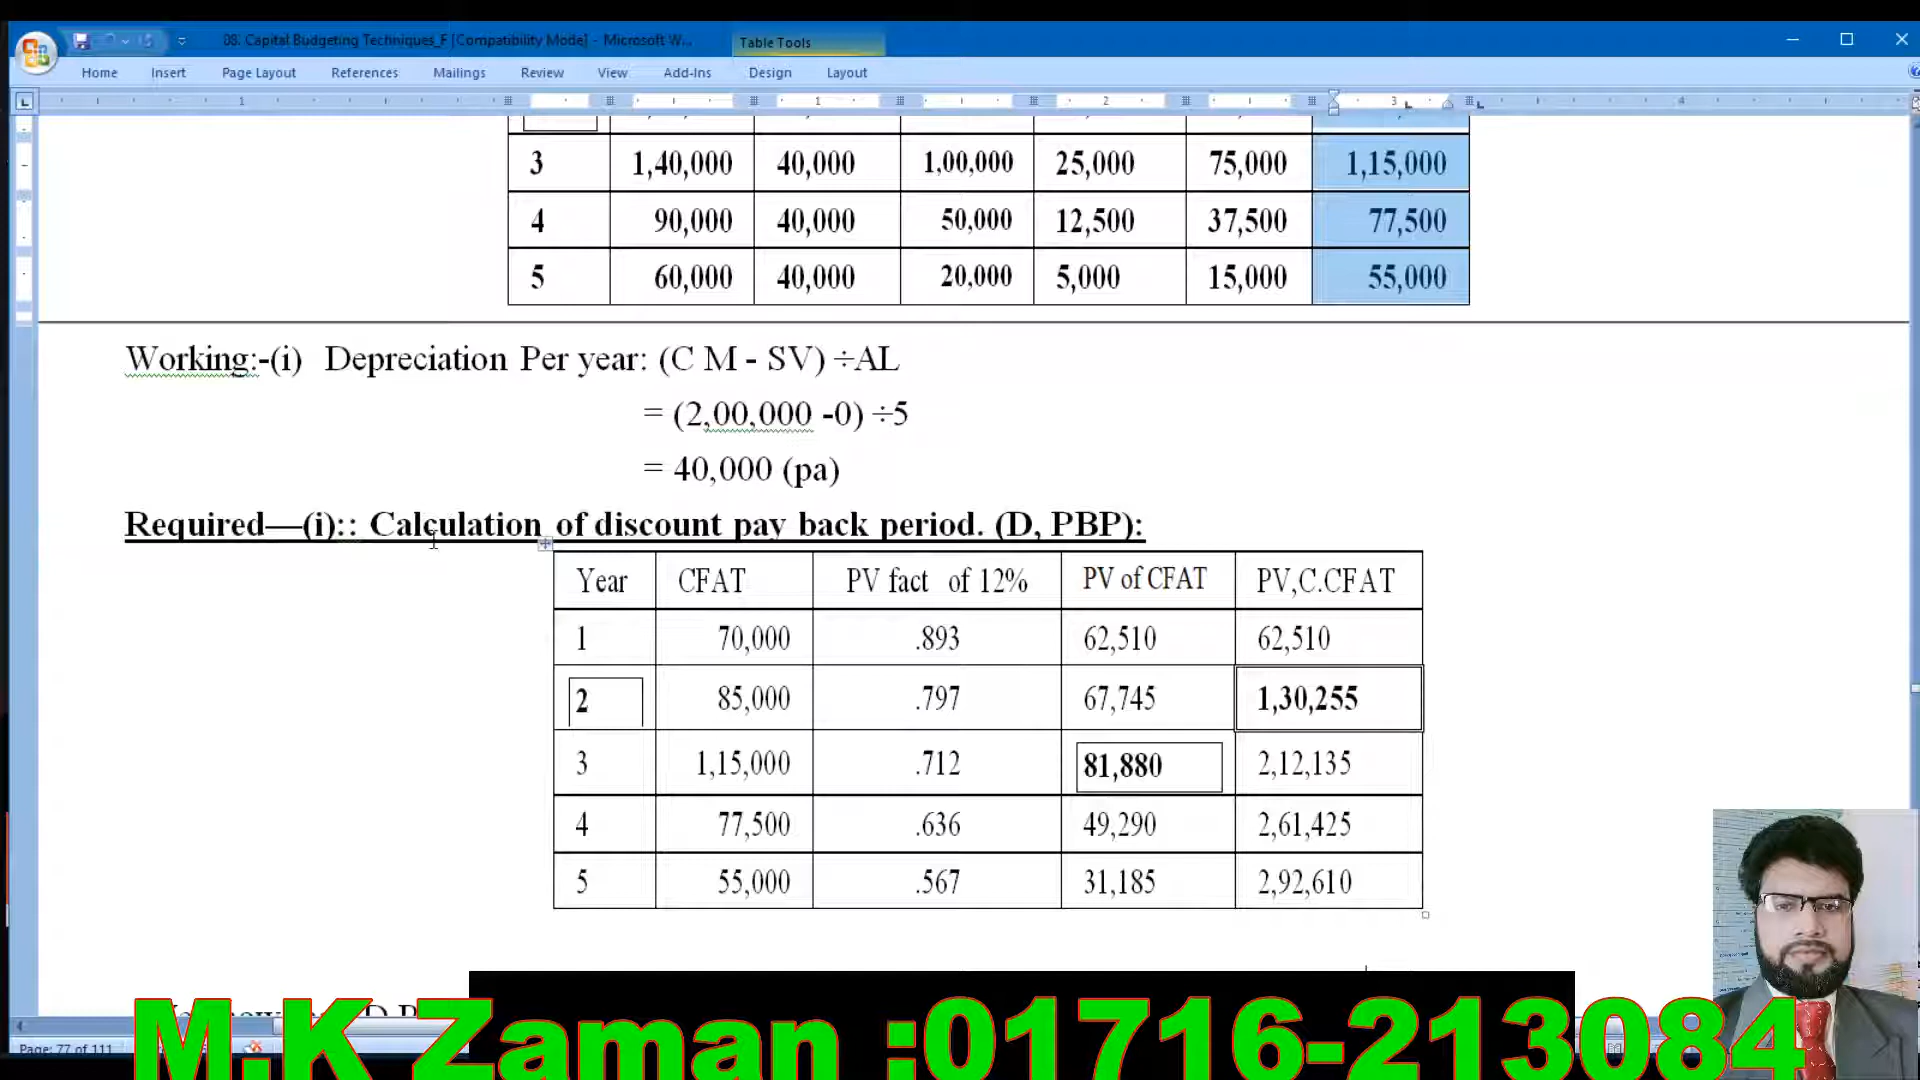 08. Capital Budgeting Techniques_F [Compatibility Mode] - Microsoft W...
Table Tools
Home Insert Page Layout References Mailings Review View Add-Ins Design Layout
3 1,40,000 40,000 1,00,000 25,000 75,000 1,15,000
4 90,000 40,000 50,000 12,500 37,500 77,500
5 60,000 40,000 20,000 5,000 15,000 55,000
Working:-(i) Depreciation Per year: (C M - SV) ÷AL
= (2,00,000 -0) ÷5
= 40,000 (pa)
Required—(i):: Calculation of discount pay back period. (D, PBP):
Year CFAT PV fact of 12% PV of CFAT PV,C.CFAT
1 70,000 .893 62,510 62,510
2 85,000 .797 67,745 1,30,255
3 1,15,000 .712 81,880 2,12,135
4 77,500 .636 49,290 2,61,425
5 55,000 .567 31,185 2,92,610
Page: 77 of 111
M.K Zaman :01716-213084